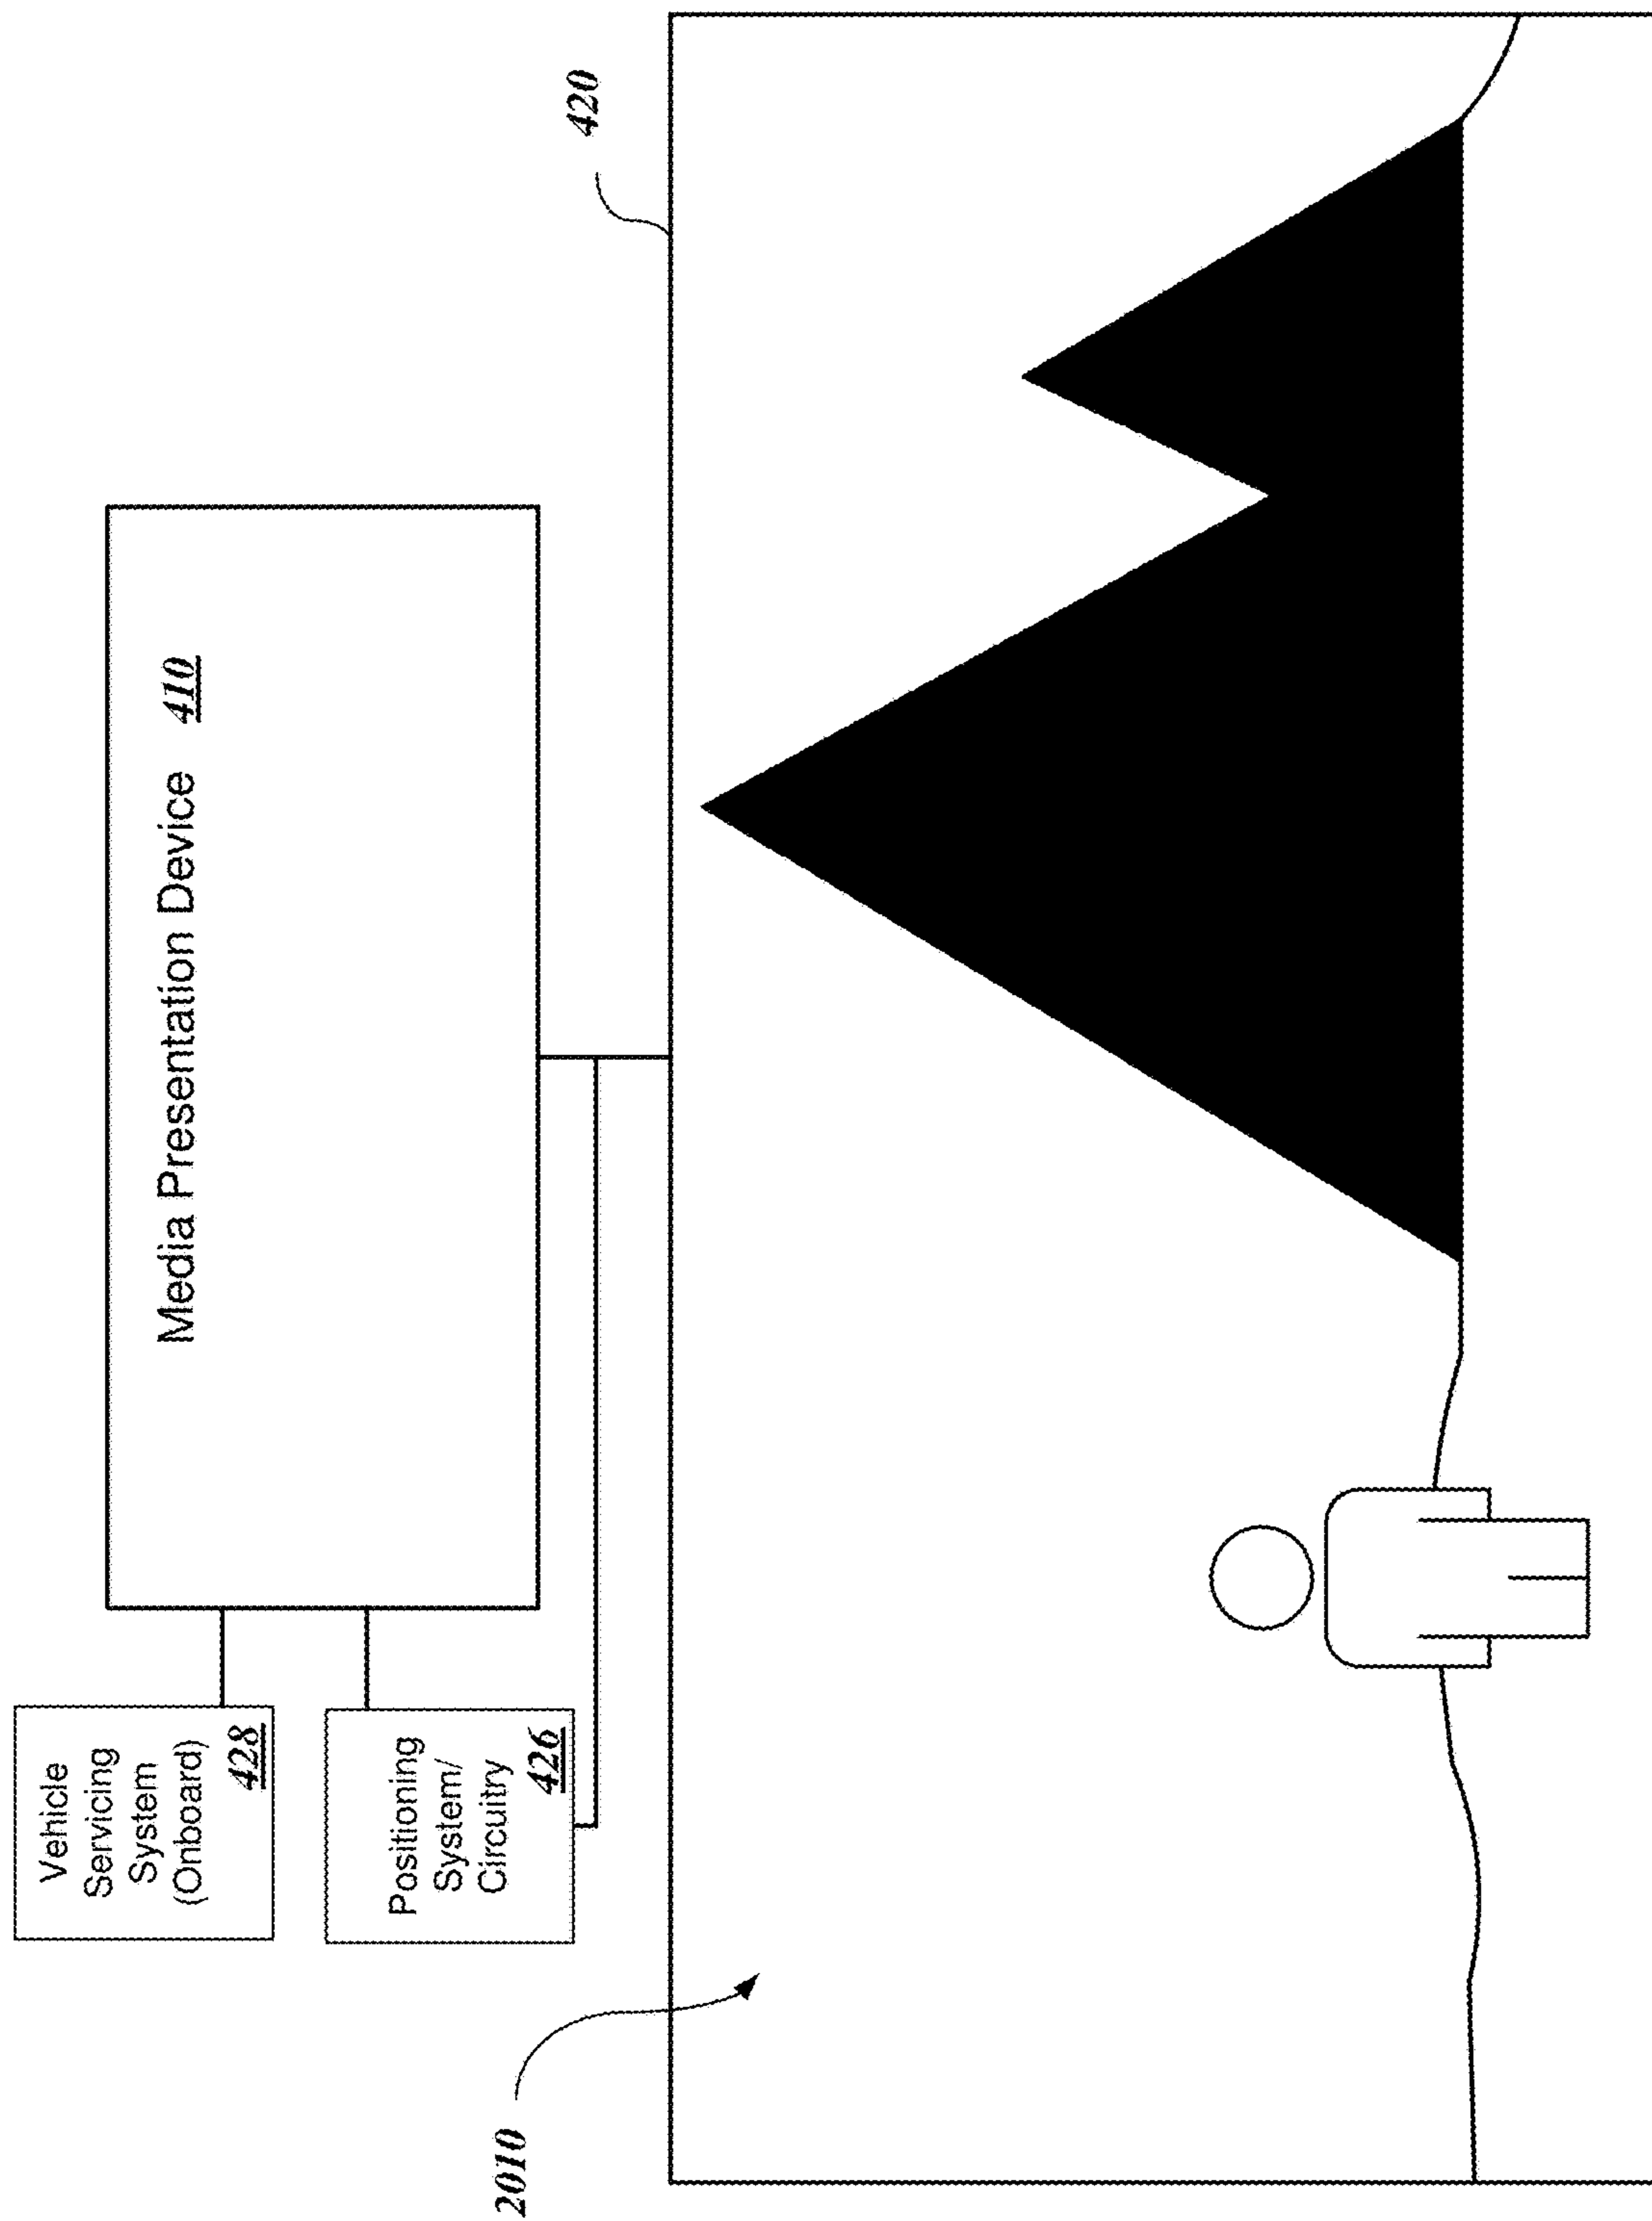 Vehicle
Servicing
System
(Onboard)
428
Media Presentation Device 410
Positioning
System/
Circuitry
426
2010
420